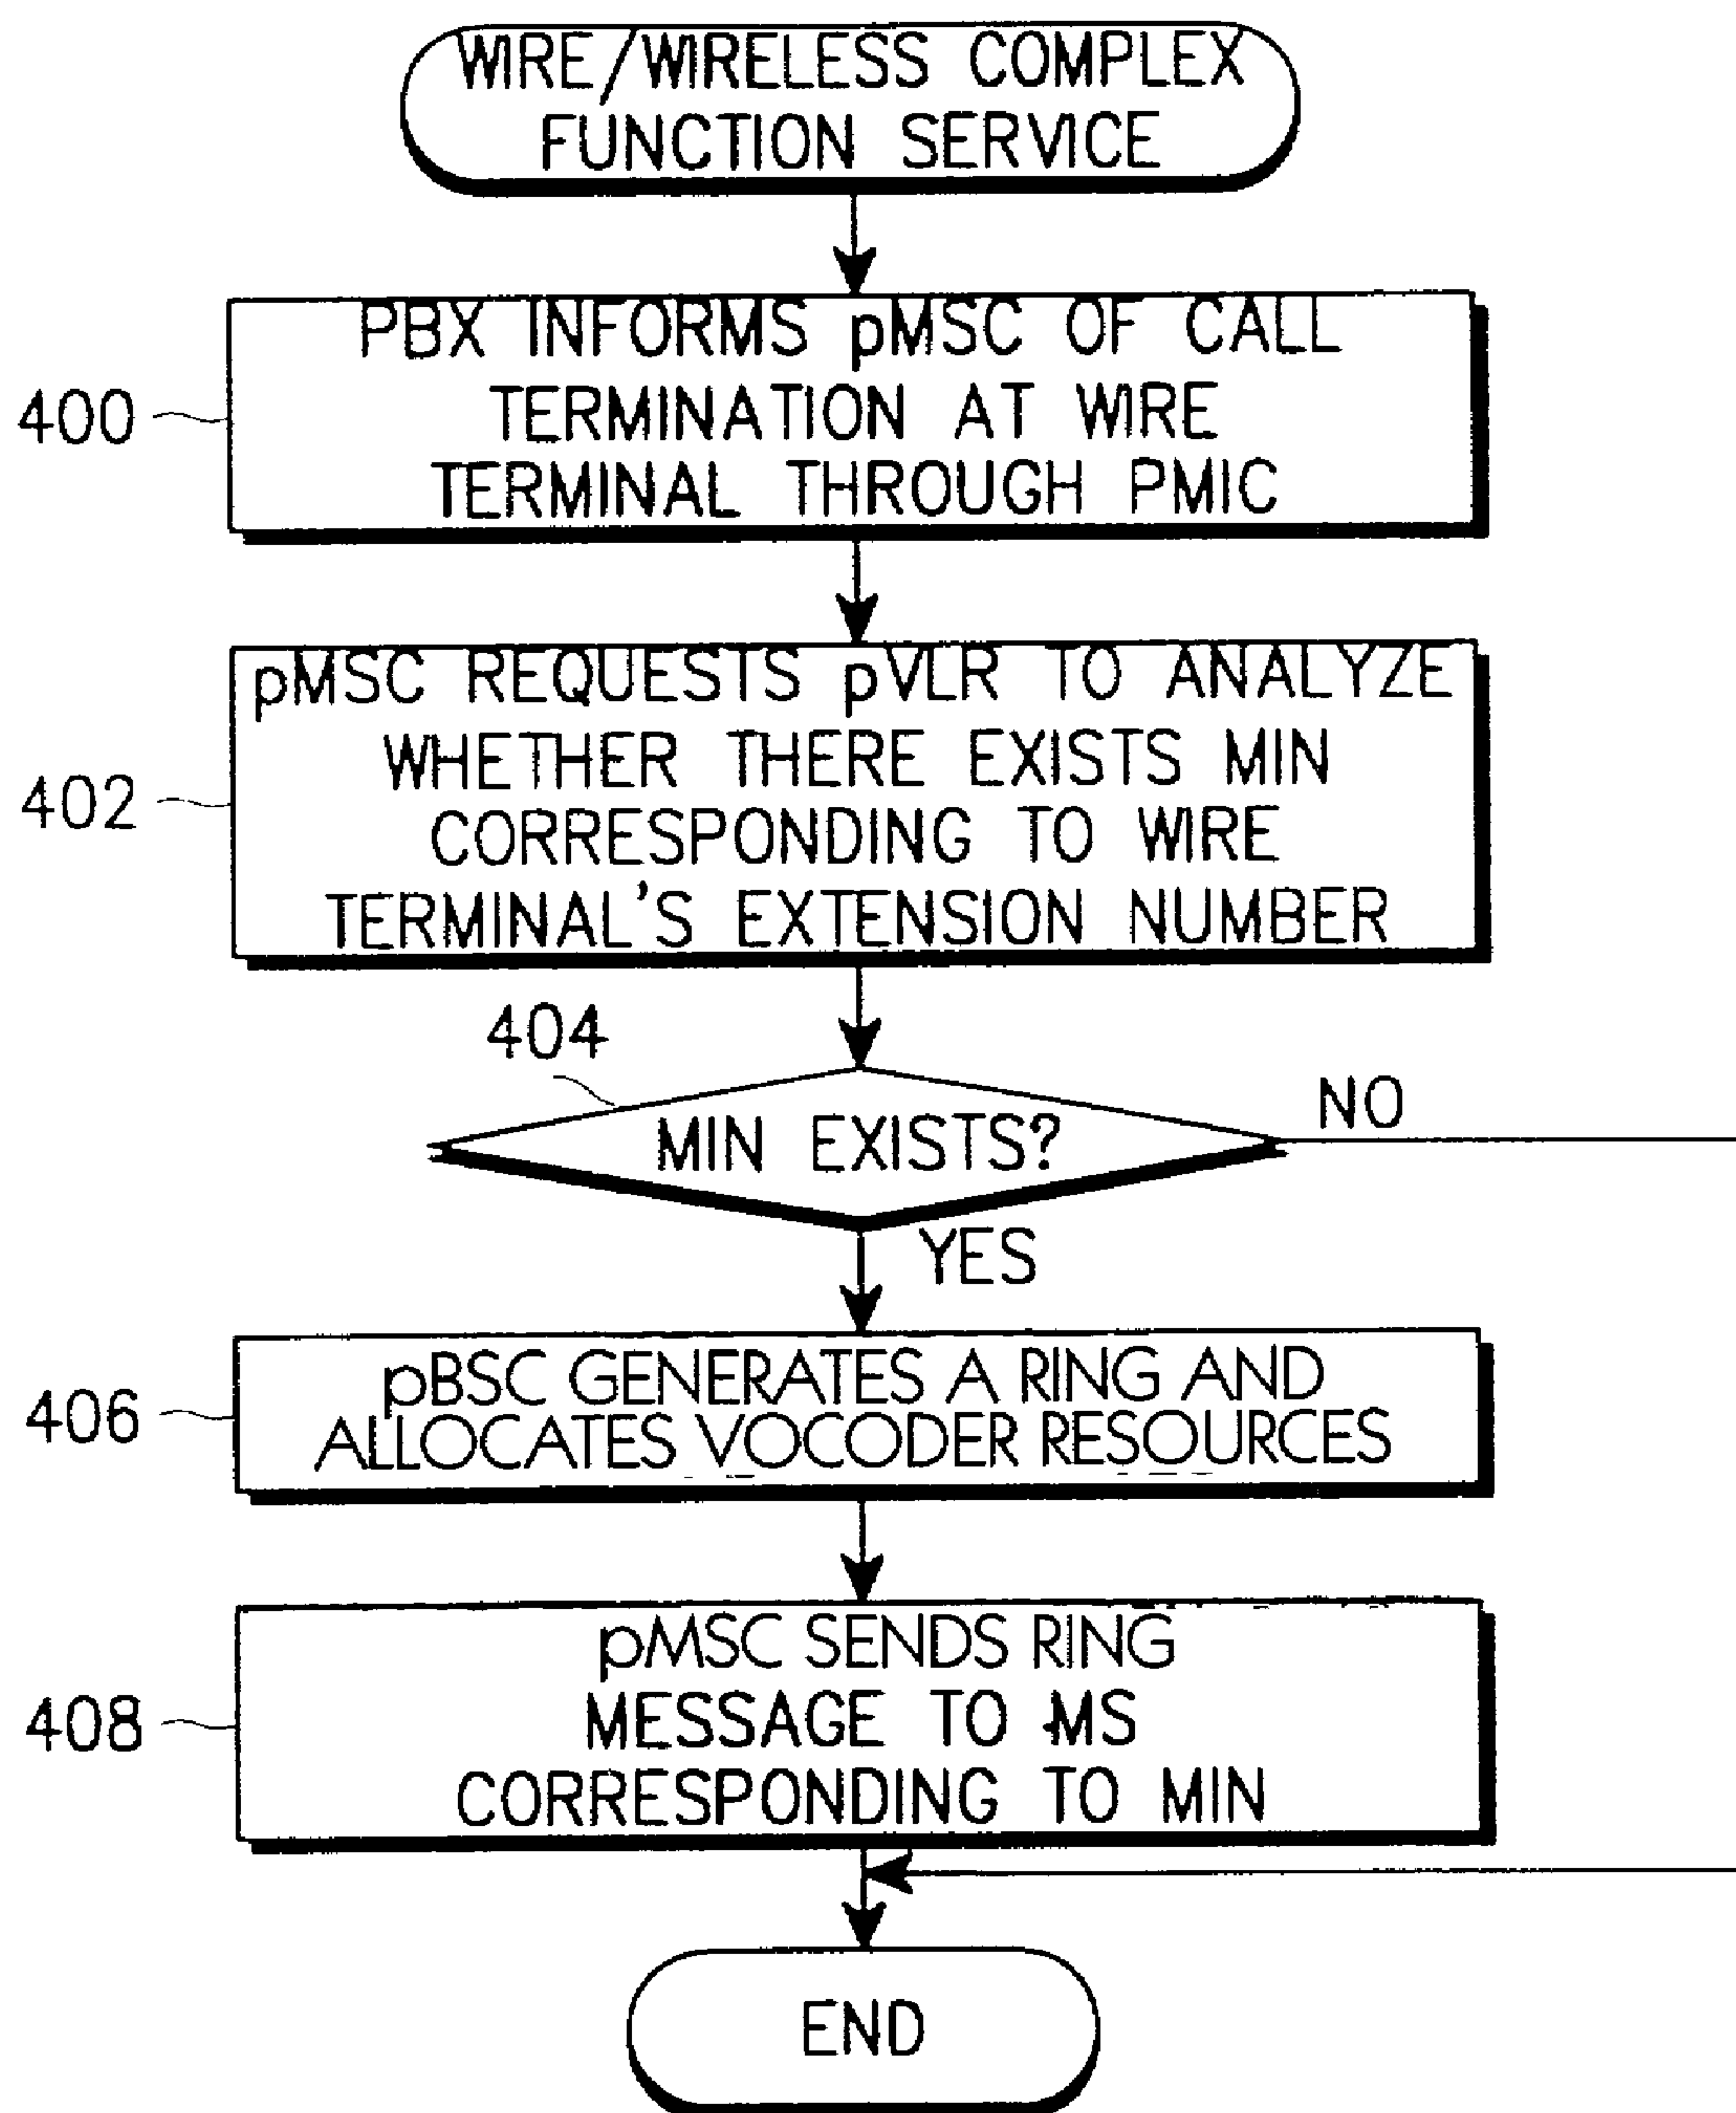 WIRE/WIRELESS COMPLEX
FUNCTION SERVICE
PBX INFORMS pMSC OF CALL
TERMINATION AT WIRE
TERMINAL THROUGH PMIC
400
pMSC REQUESTS pVLR TO ANALYZE
WHETHER THERE EXISTS MIN
CORRESPONDING TO WIRE
TERMINAL'S EXTENSION NUMBER
402
404
MIN EXISTS?
NO
YES
pBSC GENERATES A RING AND
ALLOCATES VOCODER RESOURCES
406
pMSC SENDS RING
MESSAGE TO MS
CORRESPONDING TO MIN
408
END